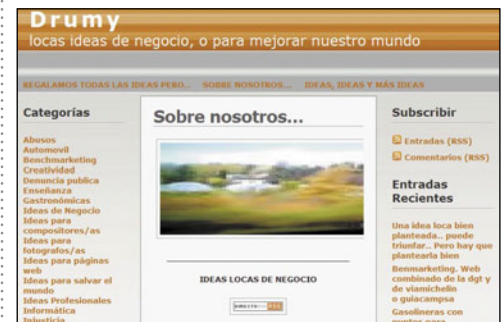 Drumy
locas ideas de negocio, o para mejorar nuestro mundo
REGALAMOS TODAS LAS IDEAS PERO... SOBRE NOSOTROS... IDEAS, IDEAS Y MÁS IDEAS
Categorías
Abusos
Automovil
Benchmarketing
Creatividad
Denuncia publica
Enseñanza
Gastronómicas
Ideas de Negocio
Ideas para
compositores/as
Ideas para
fotografos/as
Ideas para páginas
web
Ideas para salvar el
mundo
Ideas Profesionales
Informática
Injusticia
Sobre nosotros...
IDEAS LOCAS DE NEGOCIO
Subscribir
Entradas (RSS)
Comentarios (RSS)
Entradas
Recientes
Una idea loca bien
planteada.. puede
triunfar.. Pero hay que
plantearla bien
Benmarketing. Web
combinado de la dgt y
de viamichelin
o guiacampsa
Gasolineras con
puntos para